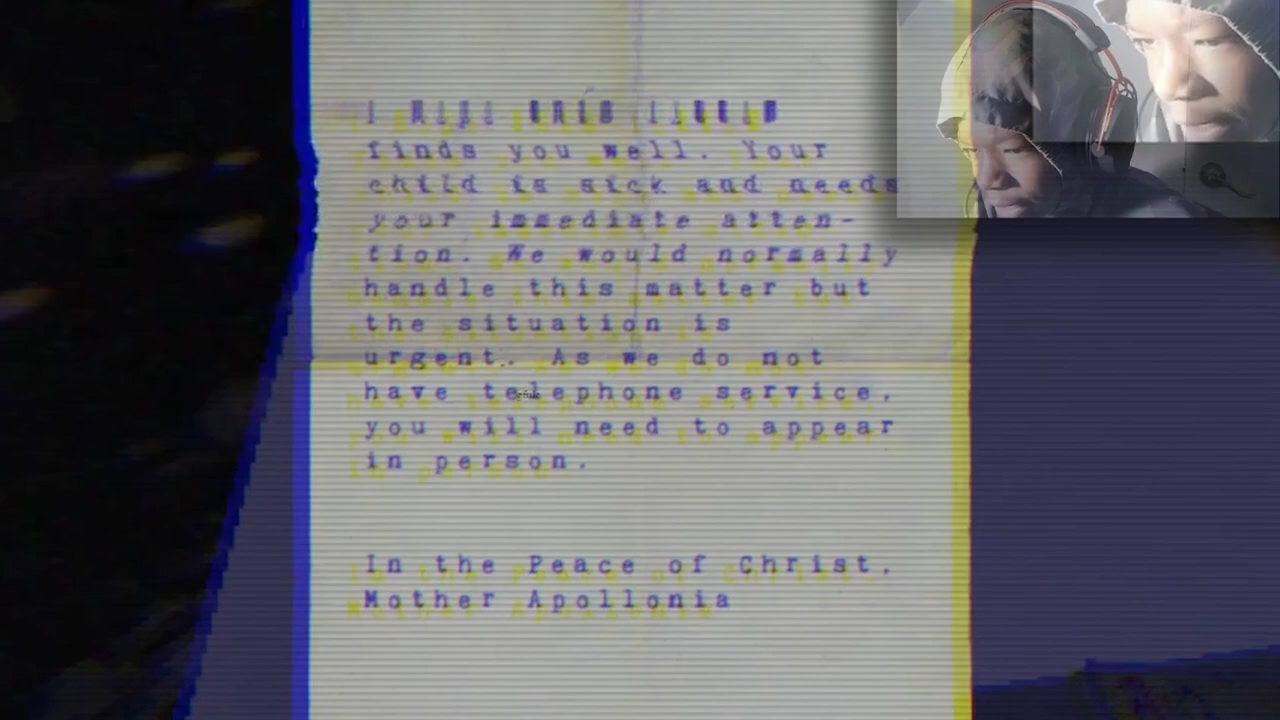 I
finds you well. Your
child is sick and needs
your immediate atten-
tion. We would normally
handle this matter but
the situation is
urgent. As we do not
have telephone service,
you will need to appear
in person.
In the Peace of Christ,
Mother Apollonia